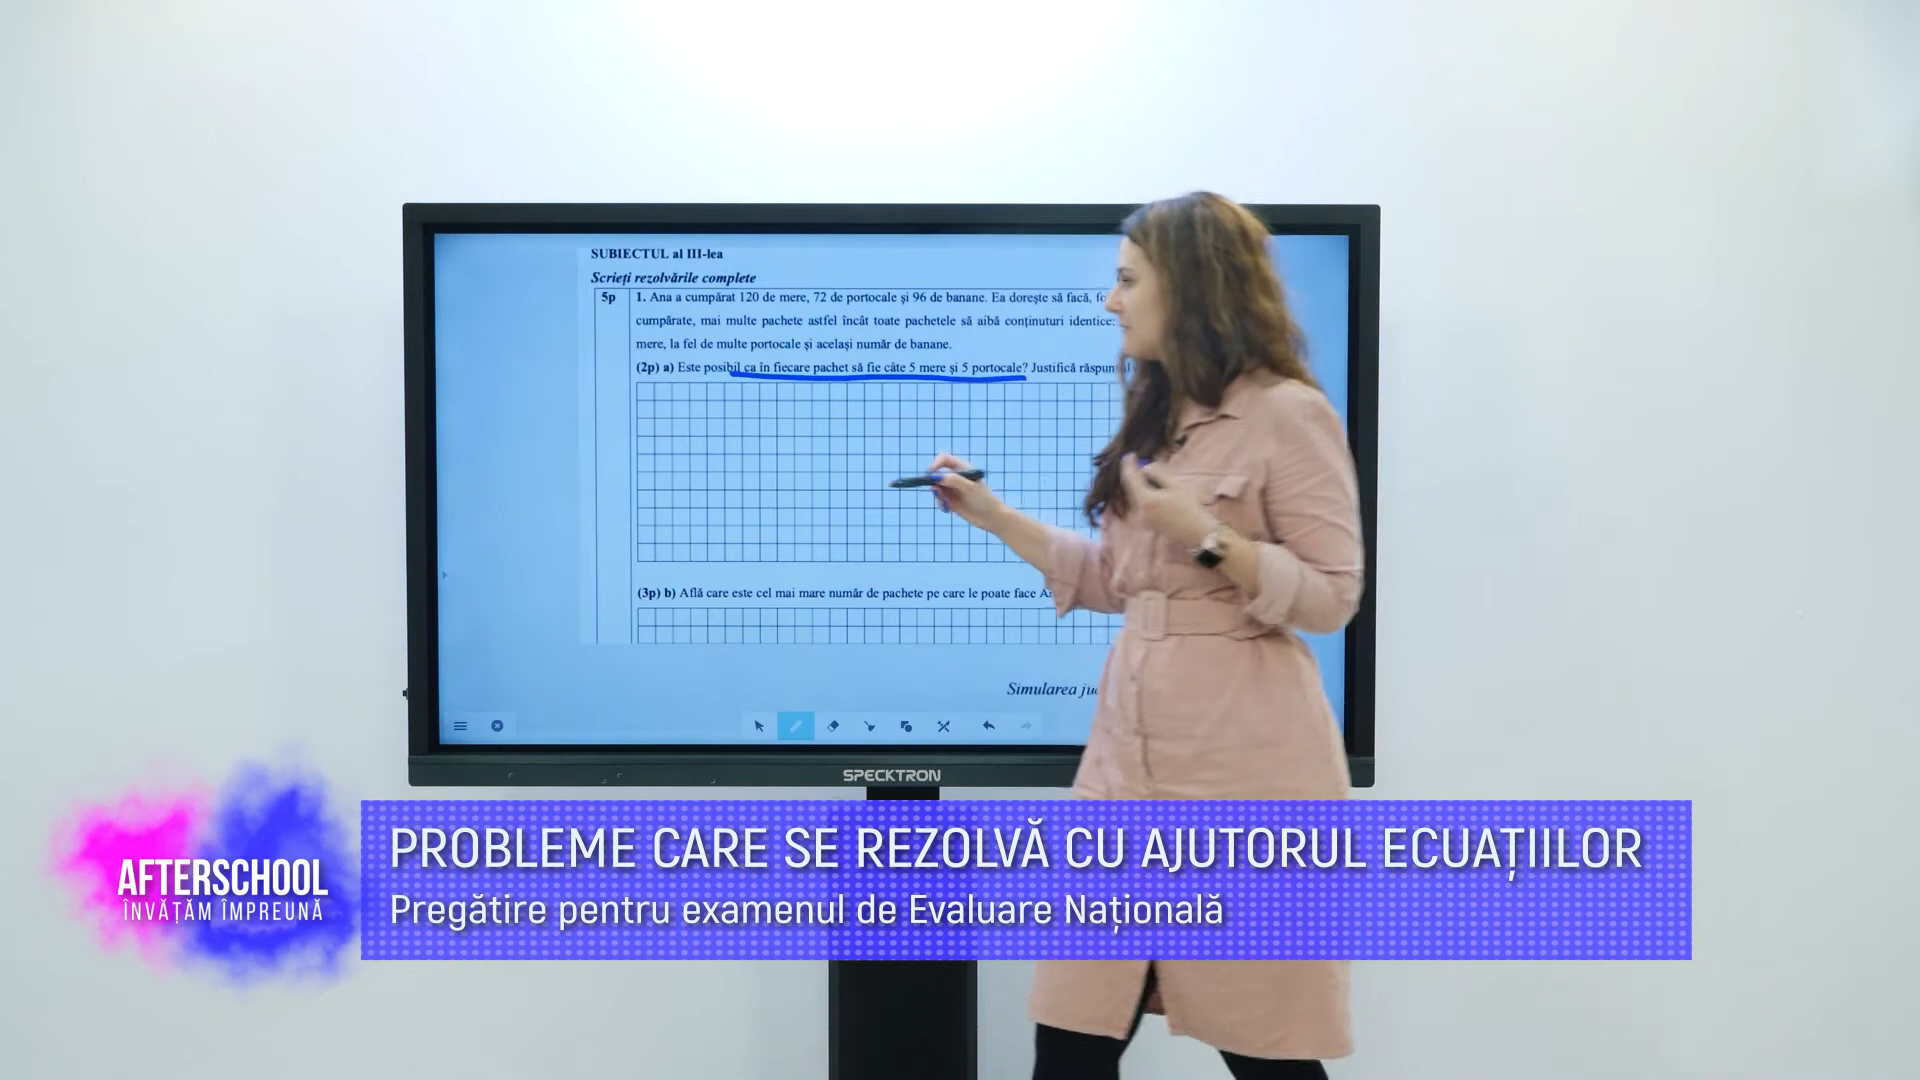 SUBIECTUL al III-lea
Scrieți rezolvările complete
5p
1. Ana a cumpărat 120 de mere, 72 de portocale și 96 de banane. Ea dorește să facă,
cumpărate, mai multe pachete astfel încât toate pachetele să aibă conținuturi identice:
mere, la fel de multe portocale și același număr de banane.
(2p) a) Este posibil ca în fiecare pachet să fie câte 5 mere și 5 portocale? Justifică
(3p) b) Află care este cel mai mare număr de pachete pe care le poate face
Simularea
SPECKTRON
PROBLEME CARE SE REZOLVĂ CU AJUTORUL ECUAȚIILOR
Pregătire pentru examenul de Evaluare Națională
AFTERSCHOOL
ÎNVĂȚĂM ÎMPREUNĂ